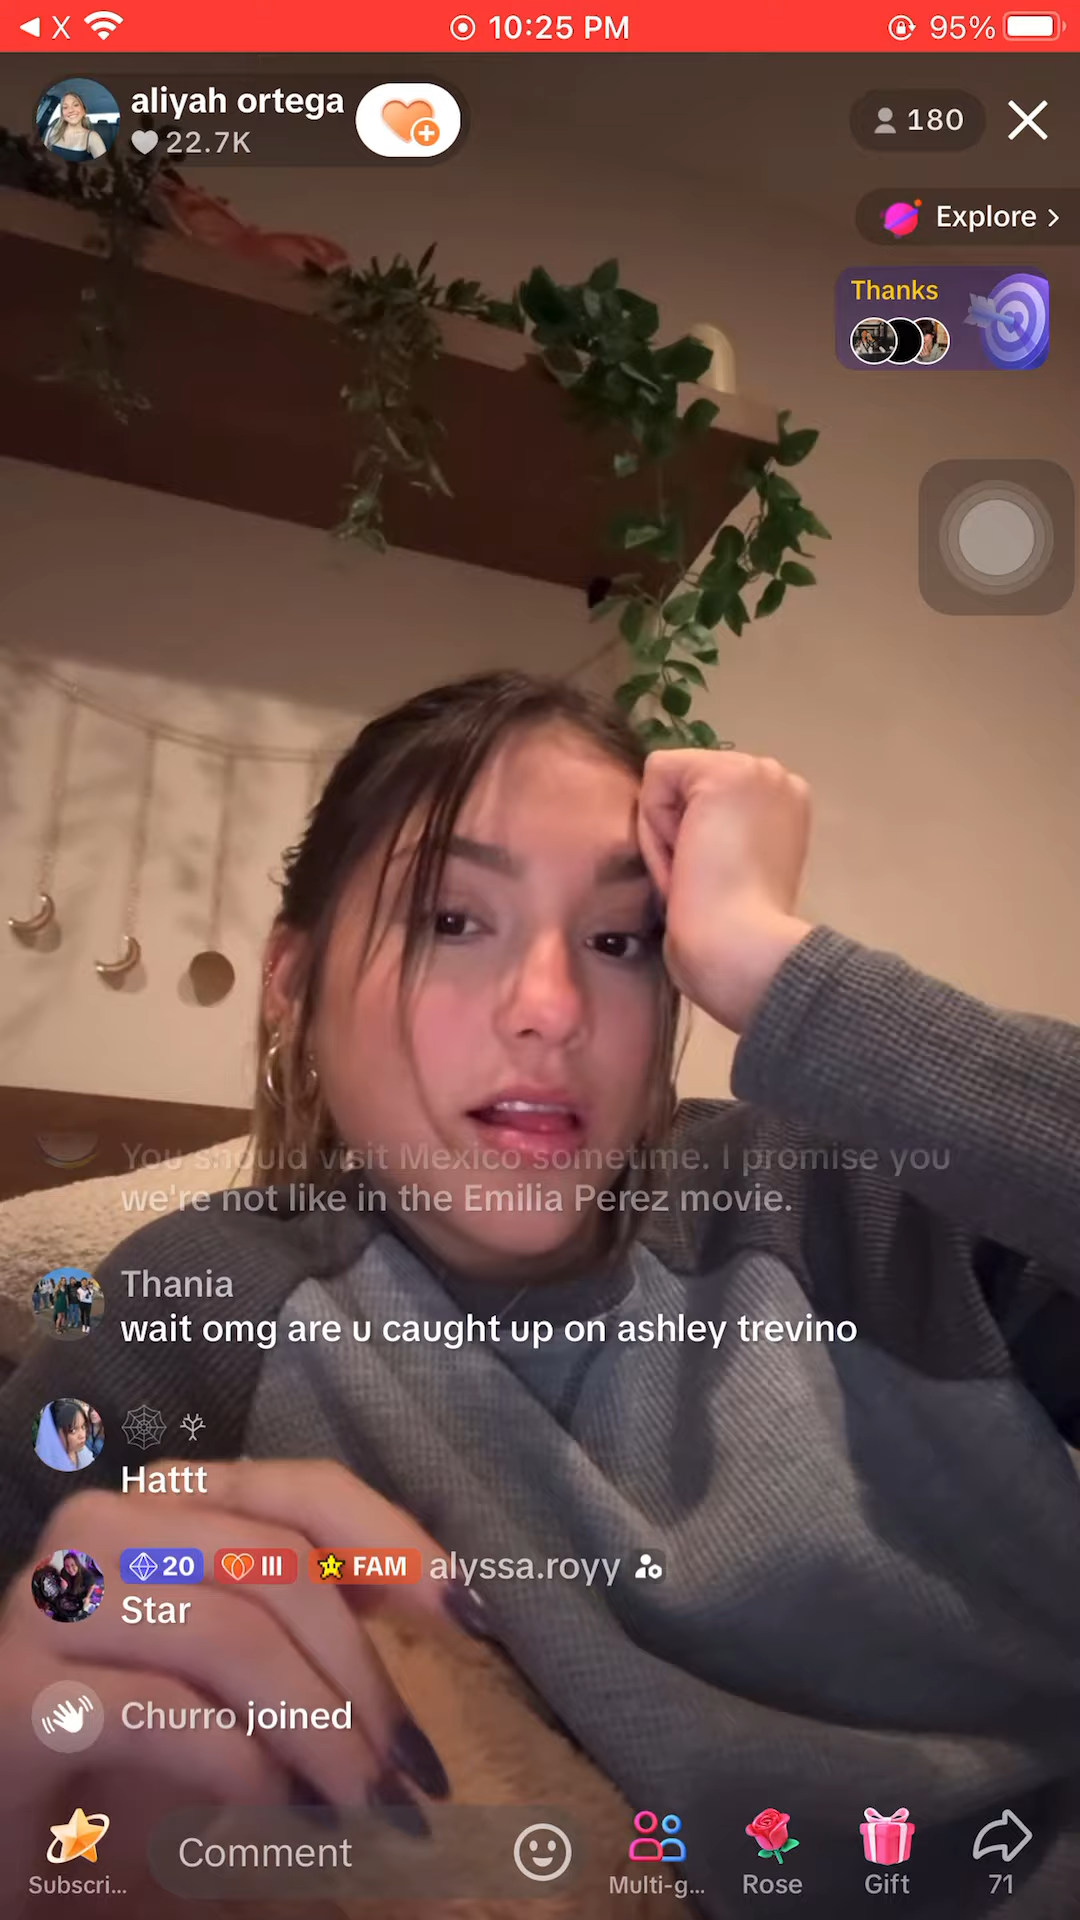 X 10:25 PM 95%
aliyah ortega
22.7K
180
Explore >
Thanks
You should visit Mexico sometime. I promise you
we're not like in the Emilia Perez movie.
Thania
wait omg are u caught up on ashley trevino
Hattt
20 III FAM alyssa.royy
Star
Churro joined
Comment
Subscri... Multi-g... Rose Gift 71